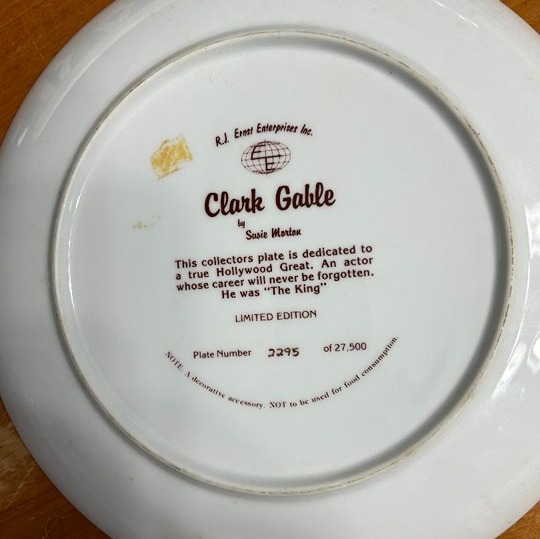 R.J. Ernst Enterprises Inc.
EE
Clark Gable
by
Susie Morton
This collectors plate is dedicated to
a true Hollywood Great. An actor
whose career will never be forgotten.
He was "The King"
LIMITED EDITION
Plate Number 2295 of 27,500
NOTE: A decorative accessory. NOT to be used for food consumption.